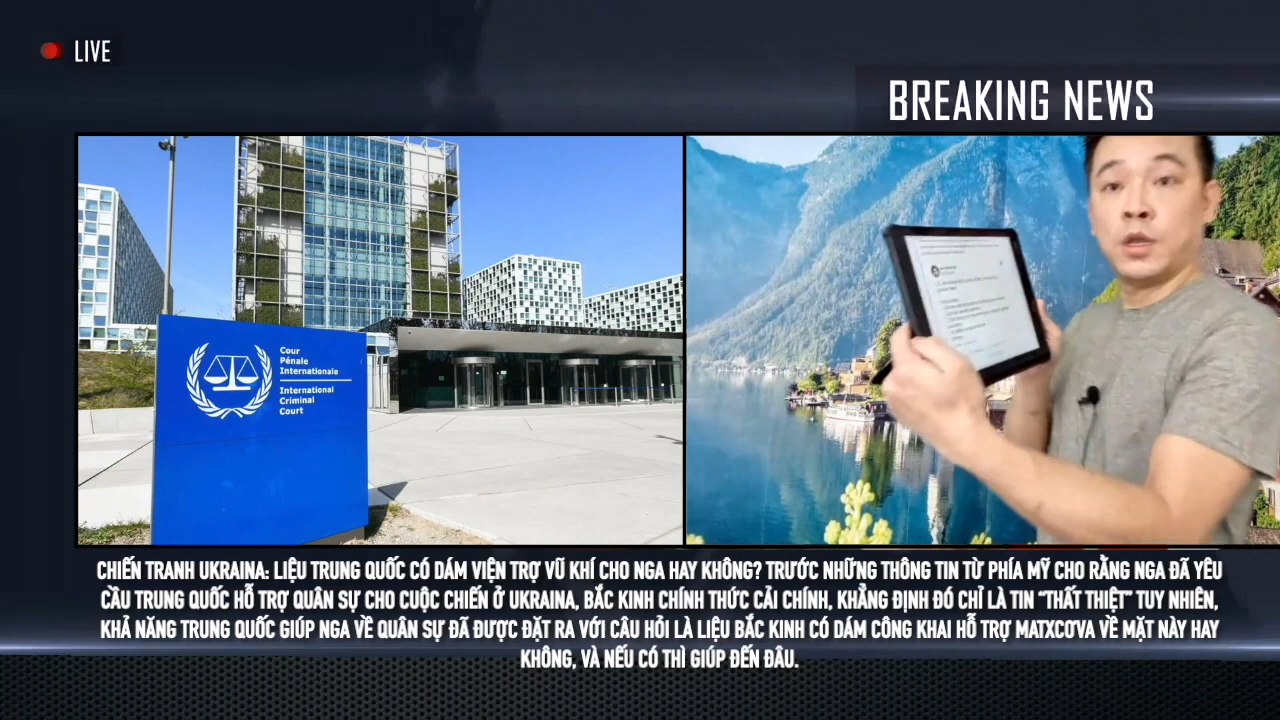 LIVE
BREAKING NEWS
Cour
Pénale
Internationale
International
Criminal
Court
CHIẾN TRANH UKRAINA: LIỆU TRUNG QUỐC CÓ DÁM VIỆN TRỢ VŨ KHÍ CHO NGA HAY KHÔNG? TRƯỚC NHỮNG THÔNG TIN TỪ PHÍA MỸ CHO RẰNG NGA ĐÃ YÊU
CẦU TRUNG QUỐC HỖ TRỢ QUÂN SỰ CHO CUỘC CHIẾN Ở UKRAINA, BẮC KINH CHÍNH THỨC CẢI CHÍNH, KHẲNG ĐỊNH ĐÓ CHỈ LÀ TIN “THẤT THIỆT” TUY NHIÊN,
KHẢ NĂNG TRUNG QUỐC GIÚP NGA VỀ QUÂN SỰ ĐÃ ĐƯỢC ĐẶT RA VỚI CÂU HỎI LÀ LIỆU BẮC KINH CÓ DÁM CÔNG KHAI HỖ TRỢ MATXCƠVA VỀ MẶT NÀY HAY
KHÔNG, VÀ NẾU CÓ THÌ GIÚP ĐẾN ĐÂU.